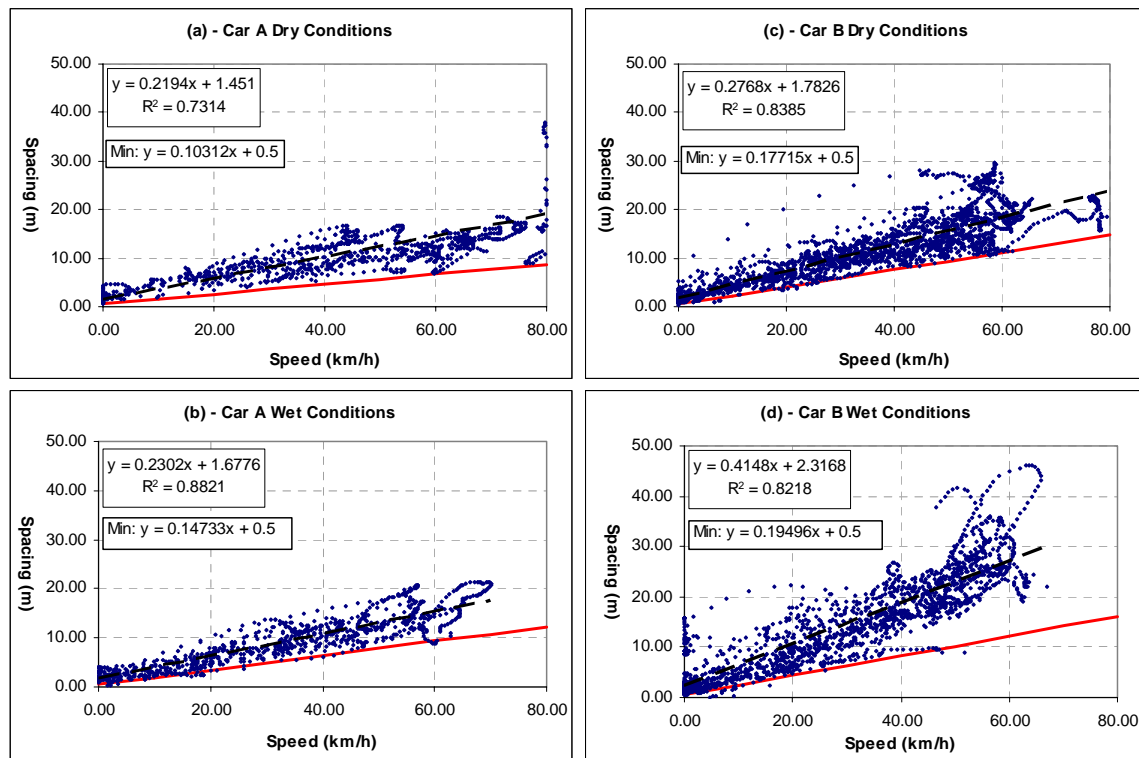 (a) - Car A Dry Conditions
50.00
40.00
30.00
20.00
10.00
0.00
y = 0.2194x + 1.451
R² = 0.7314
Min: y = 0.10312x + 0.5
Spacing (m)
0.00 20.00 40.00 60.00 80.00
Speed (km/h)
(c) - Car B Dry Conditions
50.00
40.00
30.00
20.00
10.00
0.00
y = 0.2768x + 1.7826
R² = 0.8385
Min: y = 0.17715x + 0.5
Spacing (m)
0.00 20.00 40.00 60.00 80.00
Speed (km/h)
(b) - Car A Wet Conditions
50.00
40.00
30.00
20.00
10.00
0.00
y = 0.2302x + 1.6776
R² = 0.8821
Min: y = 0.14733x + 0.5
Spacing (m)
0.00 20.00 40.00 60.00 80.00
Speed (km/h)
(d) - Car B Wet Conditions
50.00
40.00
30.00
20.00
10.00
0.00
y = 0.4148x + 2.3168
R² = 0.8218
Min: y = 0.19496x + 0.5
Spacing (m)
0.00 20.00 40.00 60.00 80.00
Speed (km/h)